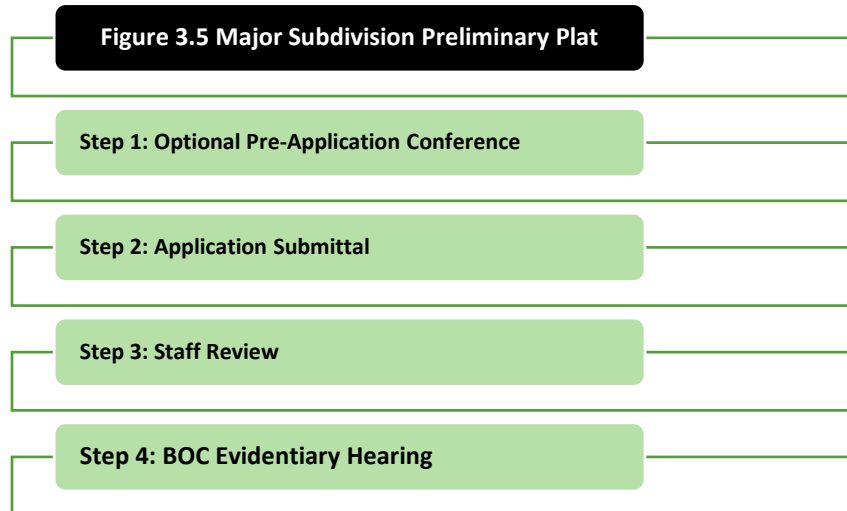 Figure 3.5 Major Subdivision Preliminary Plat
Step 1: Optional Pre-Application Conference
Step 2: Application Submittal
Step 3: Staff Review
Step 4: BOC Evidentiary Hearing